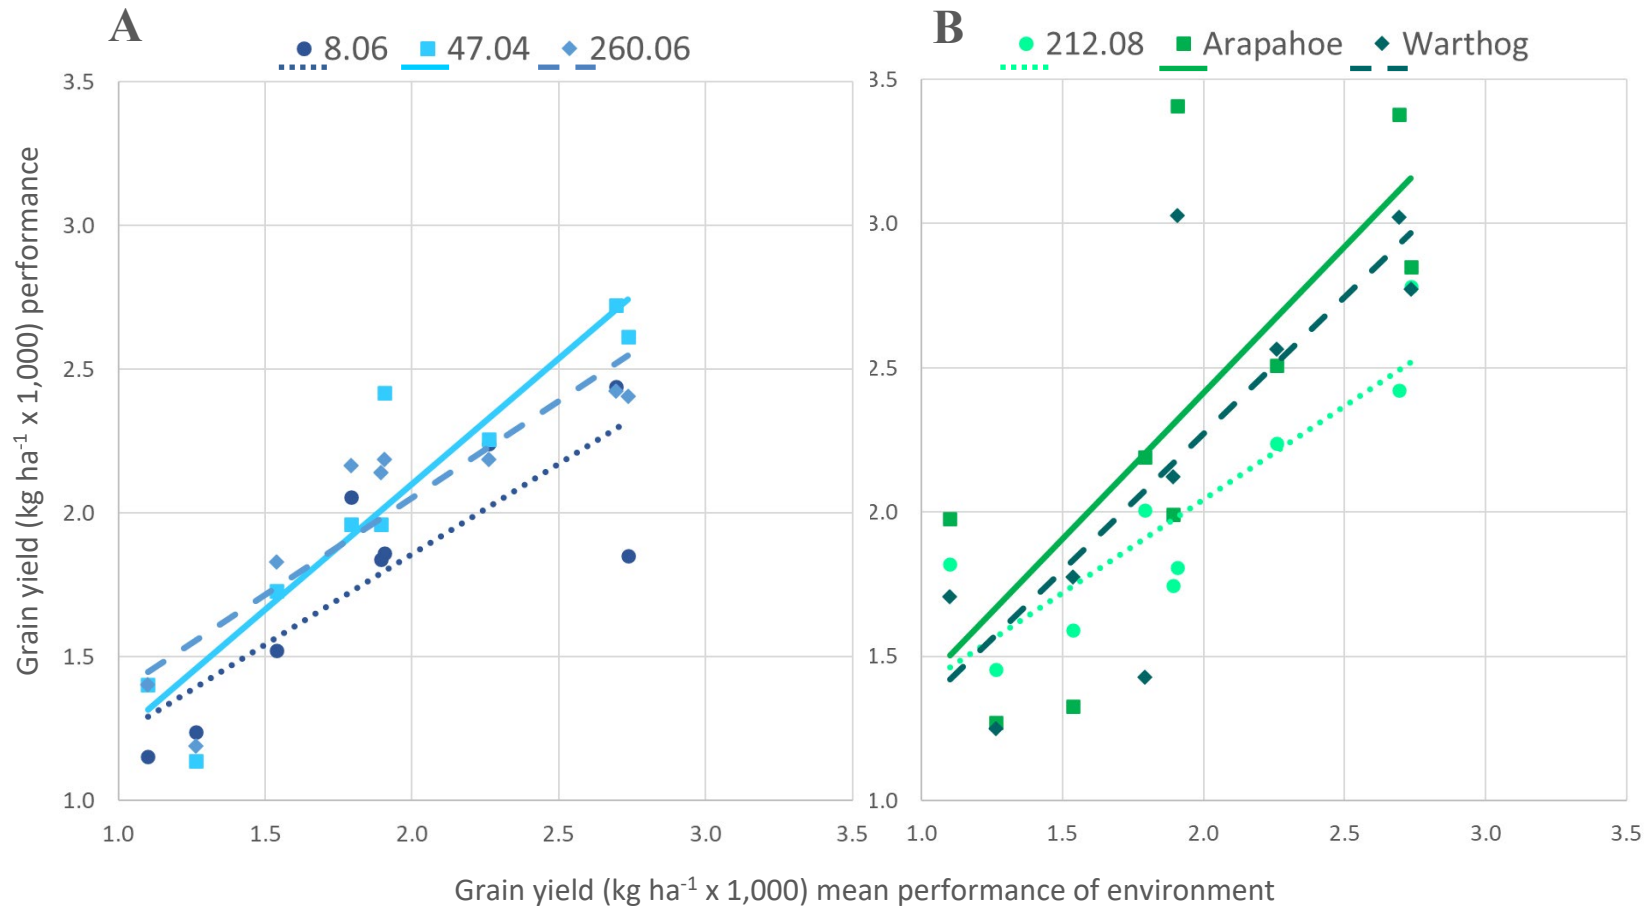 A
8.06 47.04 260.06
B
212.08 Arapahoe Warthog
Grain yield (kg ha⁻¹ x 1,000) performance
3.5
3.0
2.5
2.0
1.5
1.0
1.0 1.5 2.0 2.5 3.0 3.5
3.5
3.0
2.5
2.0
1.5
1.0
1.0 1.5 2.0 2.5 3.0 3.5
Grain yield (kg ha⁻¹ x 1,000) mean performance of environment